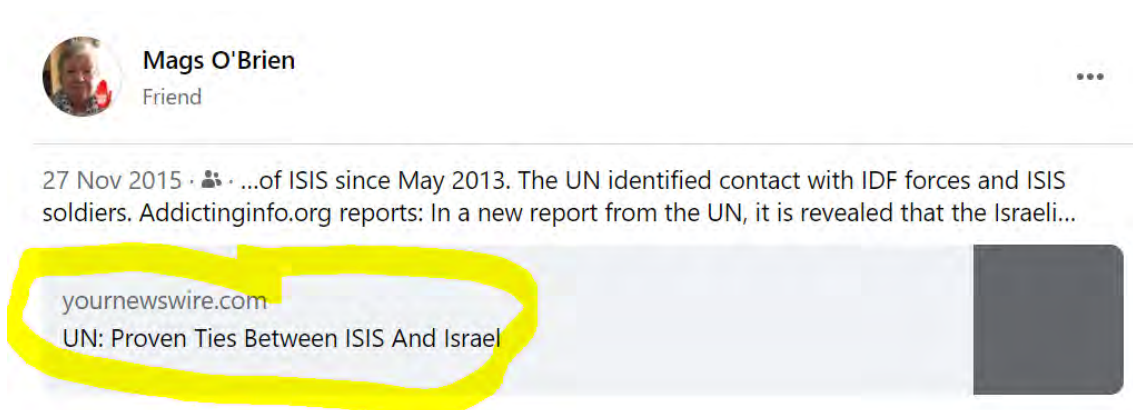 Mags O'Brien
Friend
27 Nov 2015 · · ...of ISIS since May 2013. The UN identified contact with IDF forces and ISIS
soldiers. Addictinginfo.org reports: In a new report from the UN, it is revealed that the Israeli...
yournewswire.com
UN: Proven Ties Between ISIS And Israel